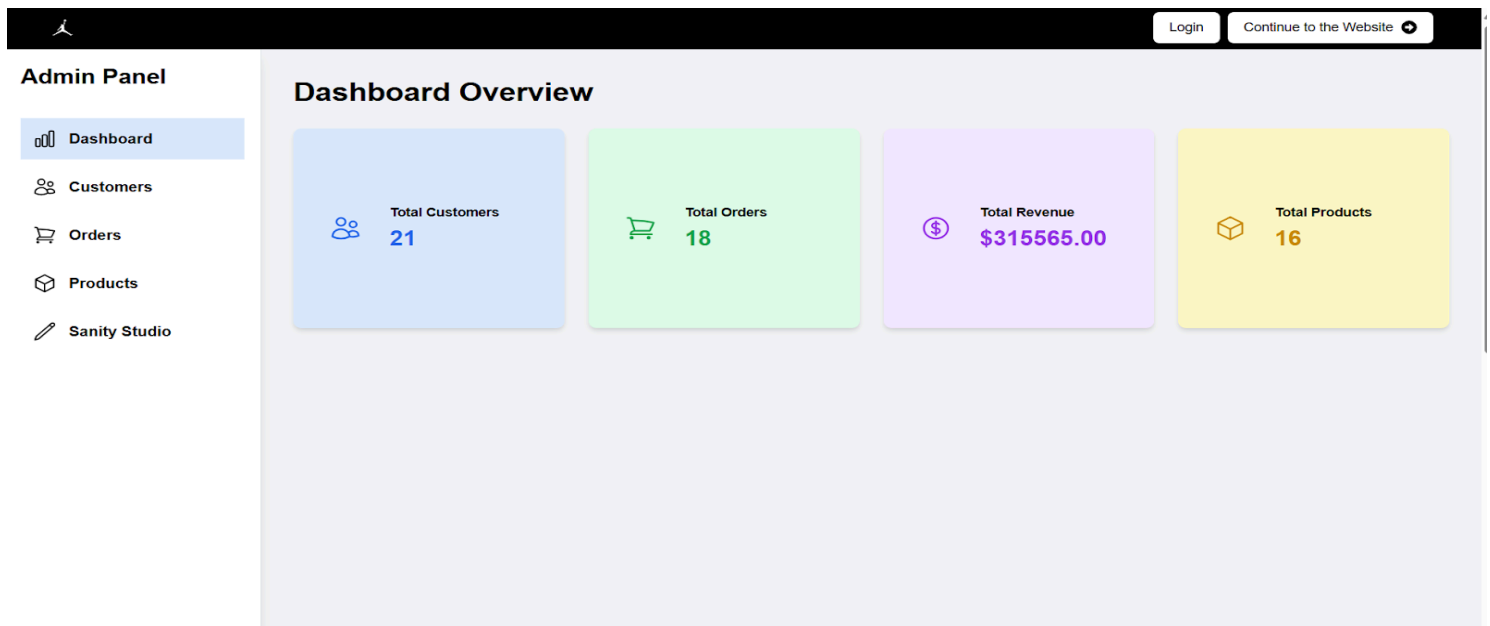 Login
Continue to the Website
Admin Panel
Dashboard
Customers
Orders
Products
Sanity Studio
Dashboard Overview
Total Customers
21
Total Orders
18
Total Revenue
$315565.00
Total Products
16